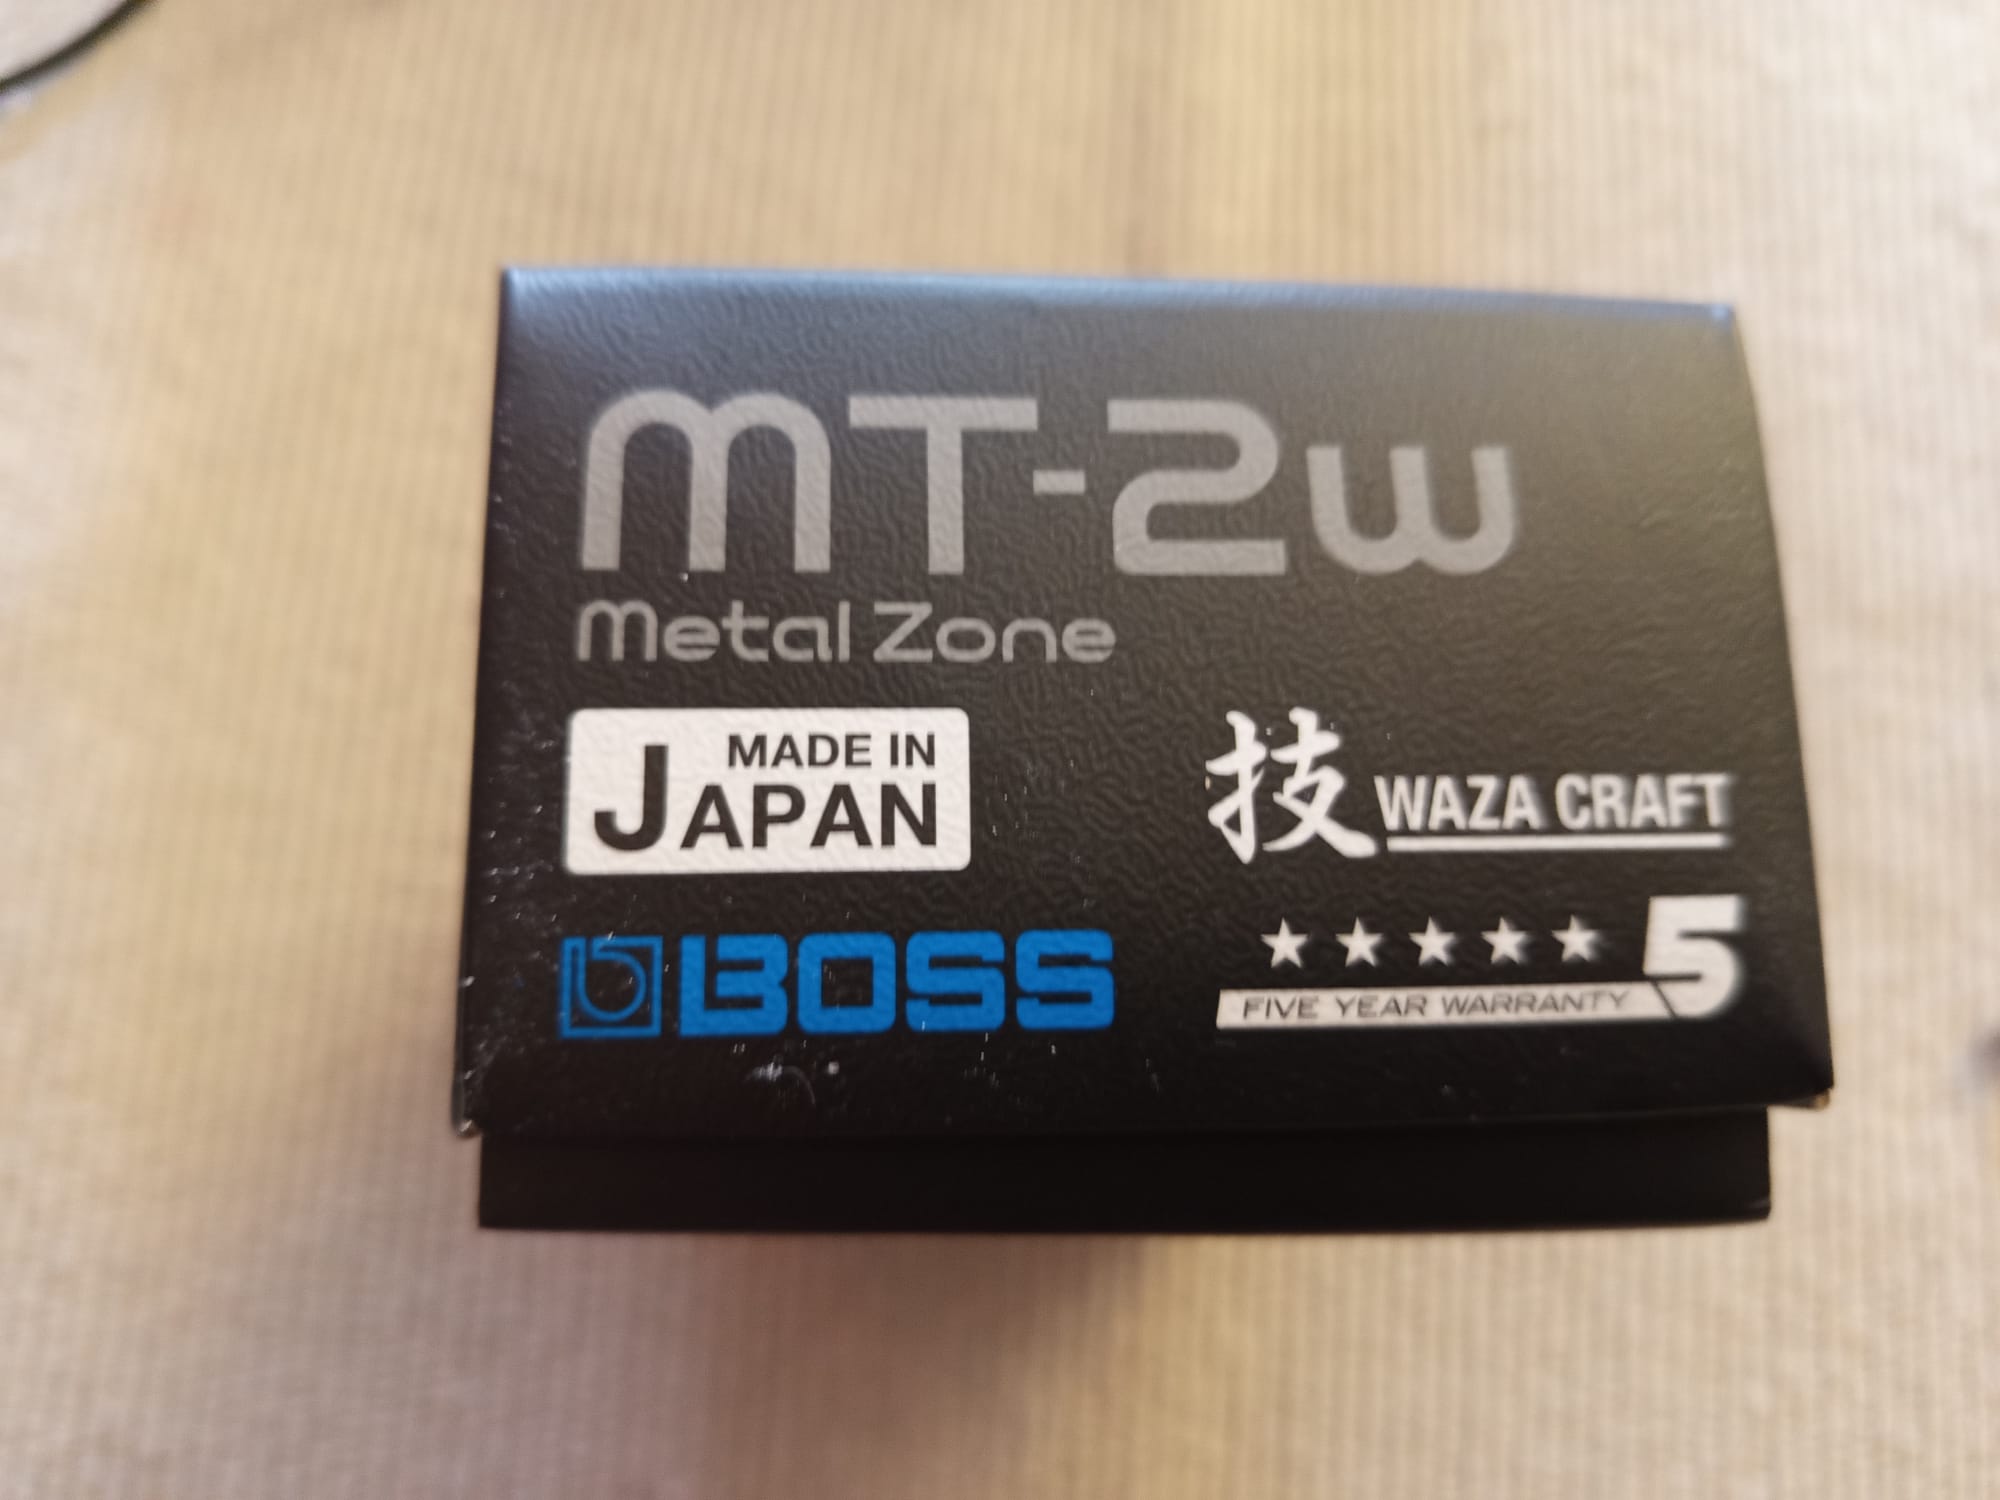 MT-2w
Metal Zone
MADE IN
JAPAN
技 WAZA CRAFT
BOSS
5
FIVE YEAR WARRANTY